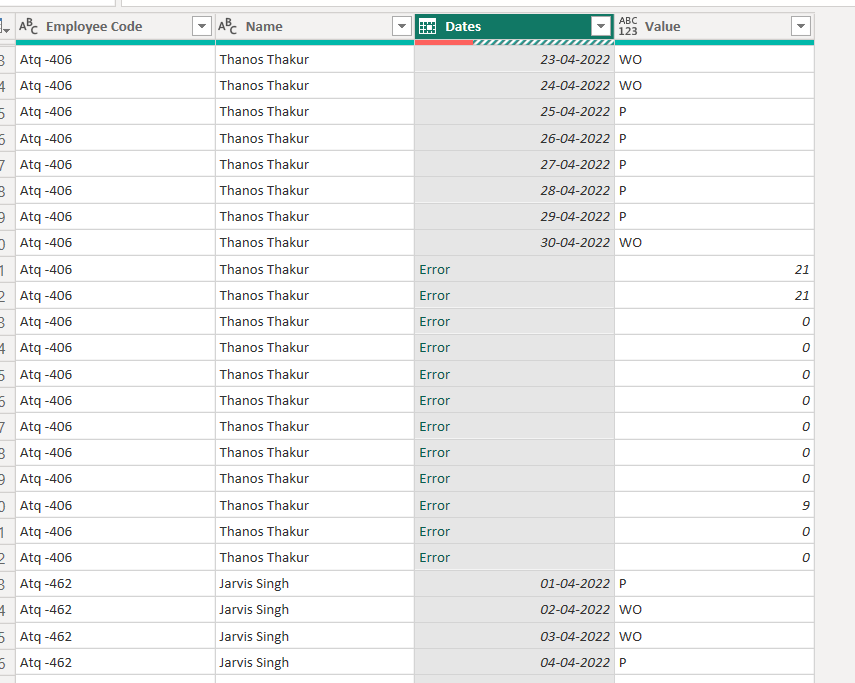 ABC Employee Code ABC Name Dates ABC 123 Value
3 Atq -406 Thanos Thakur 23-04-2022 WO
4 Atq -406 Thanos Thakur 24-04-2022 WO
5 Atq -406 Thanos Thakur 25-04-2022 P
6 Atq -406 Thanos Thakur 26-04-2022 P
7 Atq -406 Thanos Thakur 27-04-2022 P
8 Atq -406 Thanos Thakur 28-04-2022 P
9 Atq -406 Thanos Thakur 29-04-2022 P
0 Atq -406 Thanos Thakur 30-04-2022 WO
1 Atq -406 Thanos Thakur Error 21
2 Atq -406 Thanos Thakur Error 21
3 Atq -406 Thanos Thakur Error 0
4 Atq -406 Thanos Thakur Error 0
5 Atq -406 Thanos Thakur Error 0
6 Atq -406 Thanos Thakur Error 0
7 Atq -406 Thanos Thakur Error 0
8 Atq -406 Thanos Thakur Error 0
9 Atq -406 Thanos Thakur Error 0
0 Atq -406 Thanos Thakur Error 9
1 Atq -406 Thanos Thakur Error 0
2 Atq -406 Thanos Thakur Error 0
3 Atq -462 Jarvis Singh 01-04-2022 P
4 Atq -462 Jarvis Singh 02-04-2022 WO
5 Atq -462 Jarvis Singh 03-04-2022 WO
6 Atq -462 Jarvis Singh 04-04-2022 P